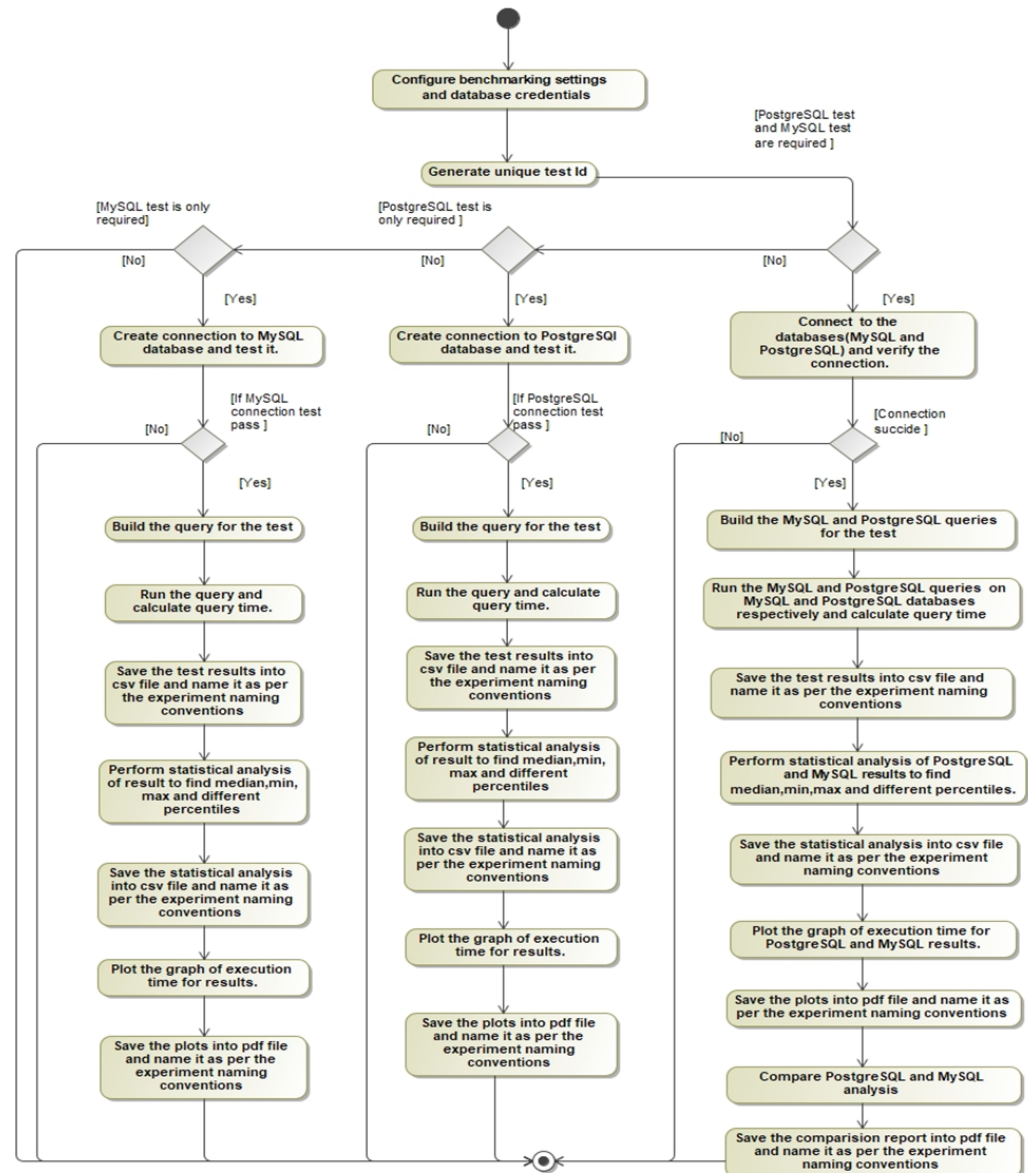 Configure benchmarking settings
and database credentials
[PostgreSQL test
and MySQL test
are required ]
Generate unique test Id
[MySQL test is only
required]
[PostgreSQL test is
only required ]
[No]
[No]
[No]
[Yes]
[Yes]
[Yes]
Create connection to MySQL
database and test it.
Create connection to PostgreSQl
database and test it.
Connect to the
databases(MySQL and
PostgreSQL) and verify the
connection.
[If MySQL
connection test
pass ]
[If PostgreSQL
connection test
pass ]
[Connection
succide ]
[No]
[No]
[No]
[Yes]
[Yes]
[Yes]
Build the query for the test
Run the query and
calculate query time.
Save the test results into
csv file and name it as per
the experiment naming
conventions
Perform statistical analysis
of result to find median,min,
max and different
percentiles
Save the statistical analysis
into csv file and name it as
per the experiment naming
conventions
Plot the graph of execution
time for results.
Save the plots into pdf file
and name it as per the
experiment naming
conventions
Build the query for the test
Run the query and calculate
query time.
Save the test results into
csv file and name it as per
the experiment naming
conventions
Perform statistical analysis
of result to find median,min,
max and different
percentiles
Save the statistical analysis
into csv file and name it as
per the experiment naming
conventions
Plot the graph of execution
time for results.
Save the plots into pdf file
and name it as per the
experiment naming
conventions
Build the MySQL and PostgreSQL queries
for the test
Run the MySQL and PostgreSQL queries on
MySQL and PostgreSQL databases
respectively and calculate query time
Save the test results into csv file and
name it as per the experiment naming
conventions
Perform statistical analysis of PostgreSQL
and MySQL results to find
median,min,max and different percentiles.
Save the statistical analysis into csv file
and name it as per the experiment
naming conventions
Plot the graph of execution time for
PostgreSQL and MySQL results.
Save the plots into pdf file and name it as
per the experiment naming conventions
Compare PostgreSQL and MySQL
analysis
Save the comparision report into pdf file
and name it as per the experiment
naming conventions